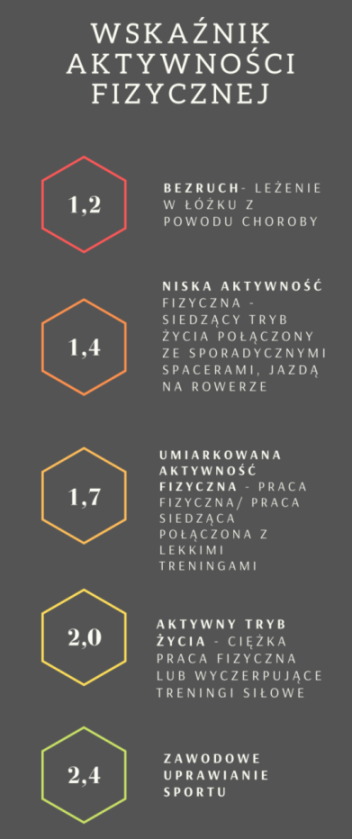 WSKAŹNIK
AKTYWNOŚCI
FIZYCZNEJ
1,2
BEZRUCH- LEŻENIE
W ŁÓŻKU Z
POWODU CHOROBY
1,4
NISKA AKTYWNOŚĆ
FIZYCZNA -
SIEDZĄCY TRYB
ŻYCIA POŁĄCZONY
ZE SPORADYCZNYMI
SPACERAMI, JAZDĄ
NA ROWERZE
1,7
UMIARKOWANA
AKTYWNOŚĆ
FIZYCZNA - PRACA
FIZYCZNA/ PRACA
SIEDZĄCA
POŁĄCZONA Z
LEKKIMI
TRENINGAMI
2,0
AKTYWNY TRYB
ŻYCIA - CIĘŻKA
PRACA FIZYCZNA
LUB WYCZERPUJĄCE
TRENINGI SIŁOWE
2,4
ZAWODOWE
UPRAWIANIE
SPORTU